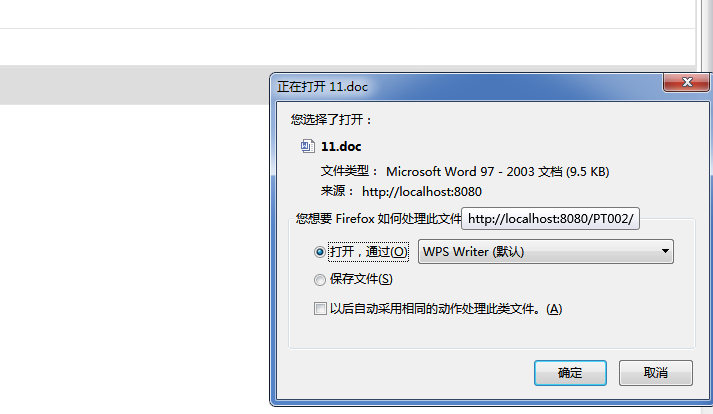 正在打开 11.doc
您选择了打开：
11.doc
文件类型： Microsoft Word 97 - 2003 文档 (9.5 KB)
来源： http://localhost:8080
您想要 Firefox 如何处理此文件
http://localhost:8080/PT002/
打开，通过(O)
WPS Writer (默认)
保存文件(S)
以后自动采用相同的动作处理此类文件。(A)
确定
取消